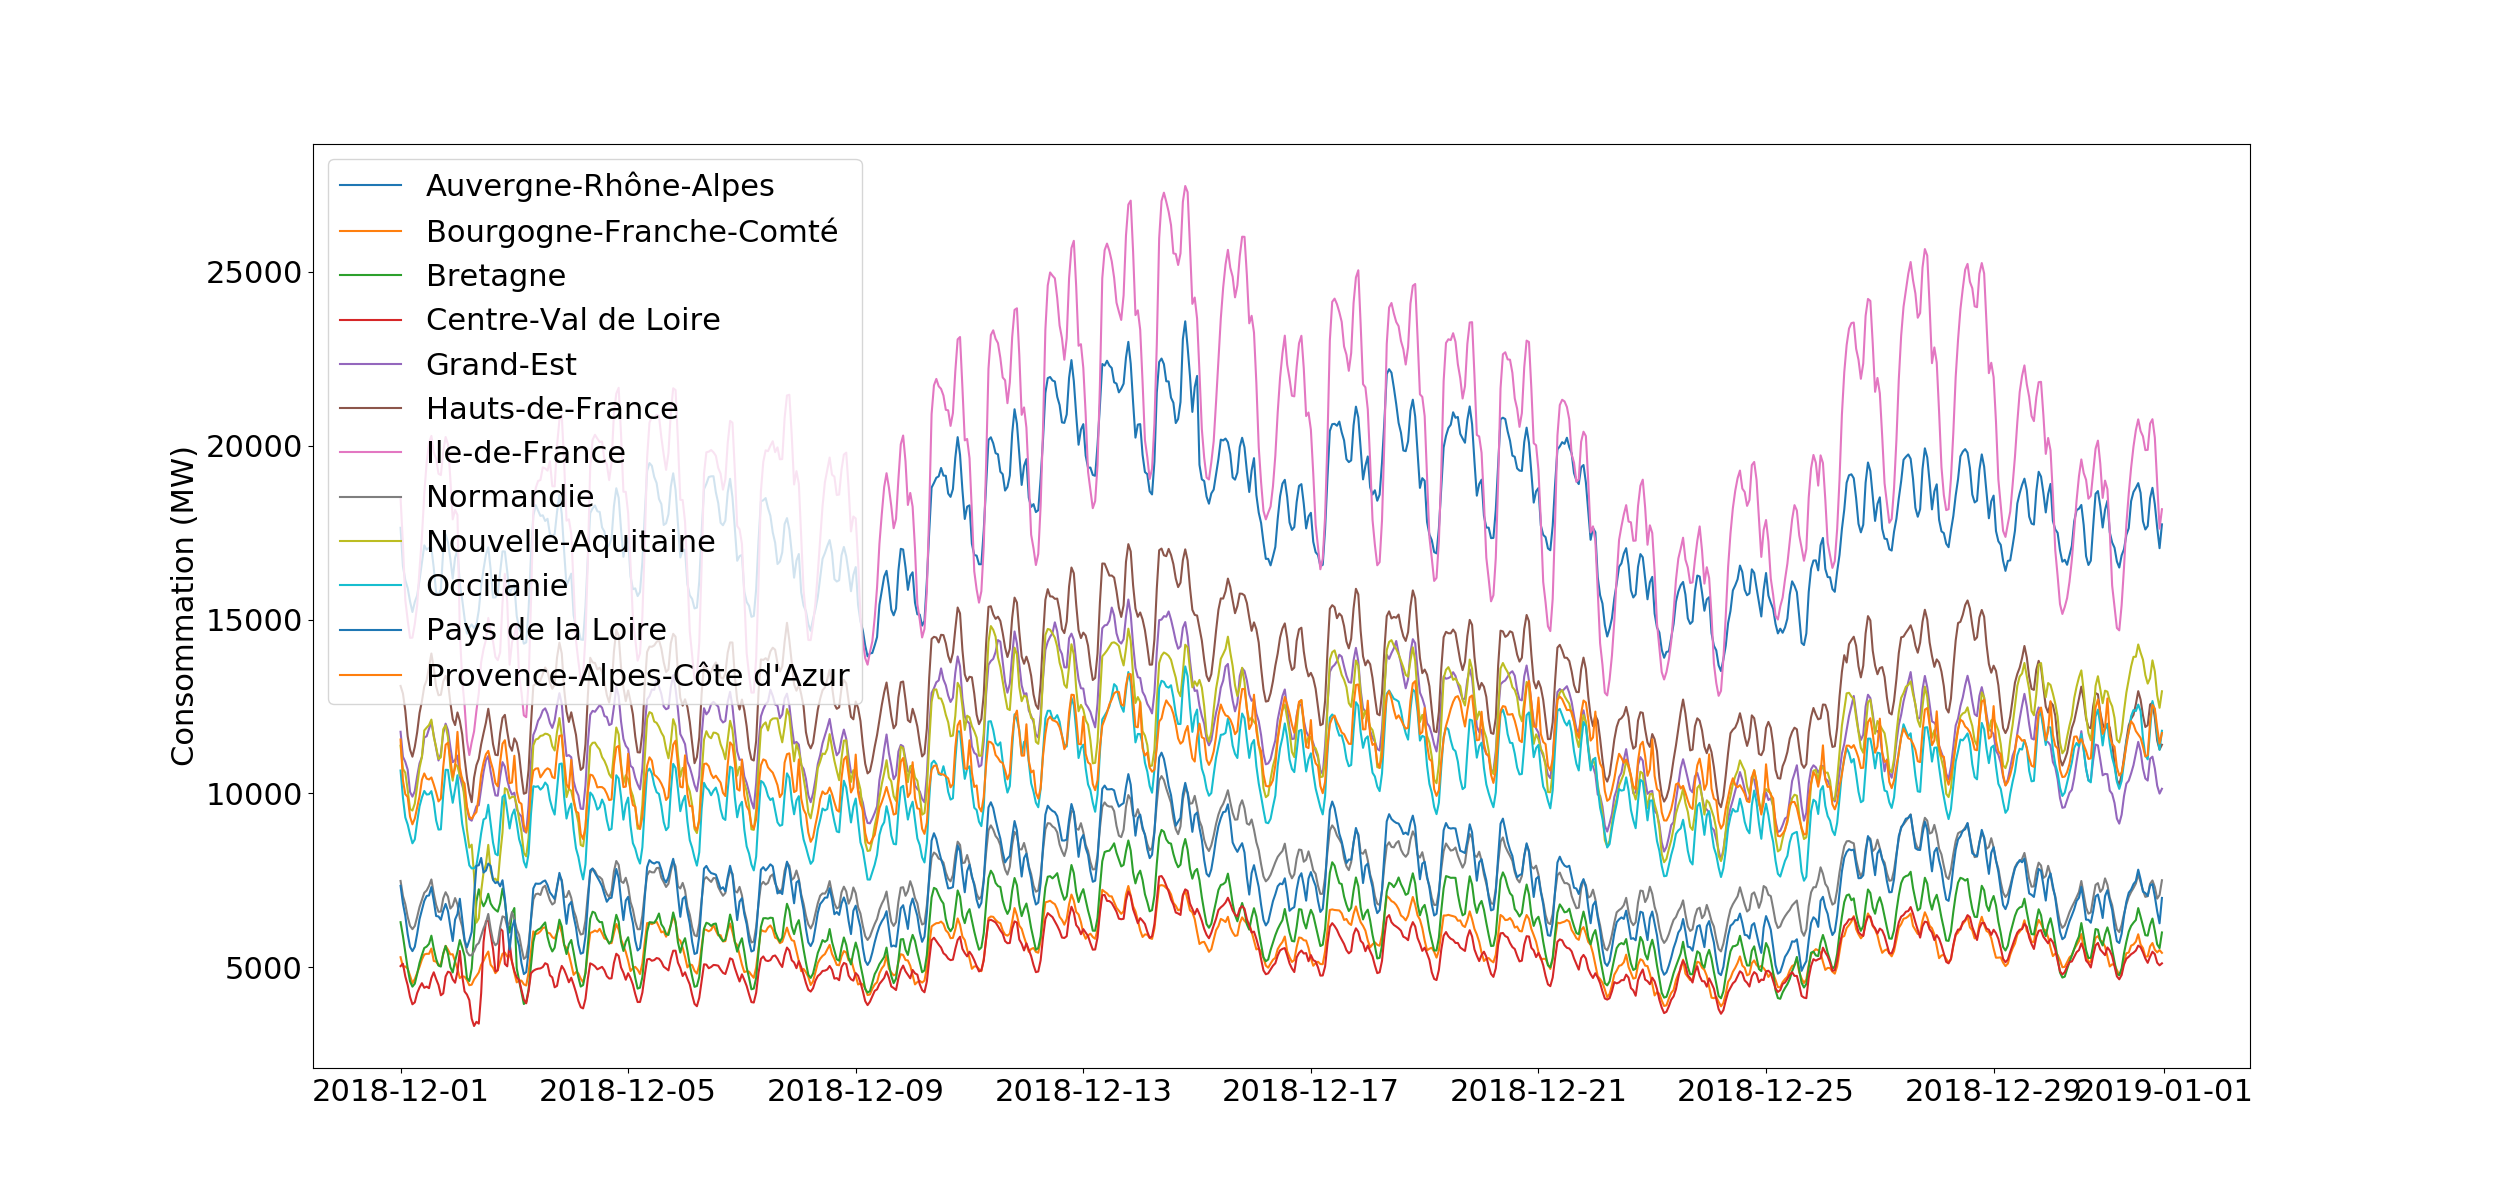 Consommation (MW)
25000
20000
15000
10000
5000
Auvergne-Rhône-Alpes
Bourgogne-Franche-Comté
Bretagne
Centre-Val de Loire
Grand-Est
Hauts-de-France
Ile-de-France
Normandie
Nouvelle-Aquitaine
Occitanie
Pays de la Loire
Provence-Alpes-Côte d'Azur
2018-12-01 2018-12-05 2018-12-09 2018-12-13 2018-12-17 2018-12-21 2018-12-25 2018-12-29 2019-01-01